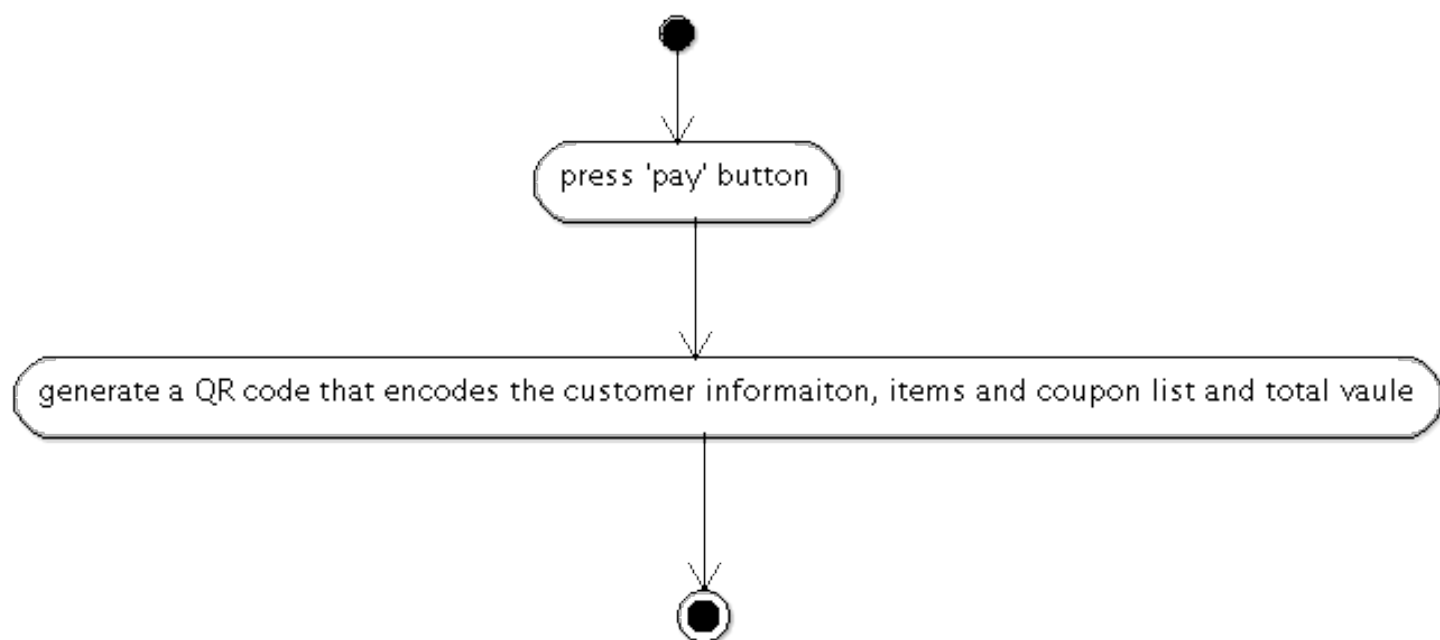 press 'pay' button
generate a QR code that encodes the customer informaiton, items and coupon list and total vaule